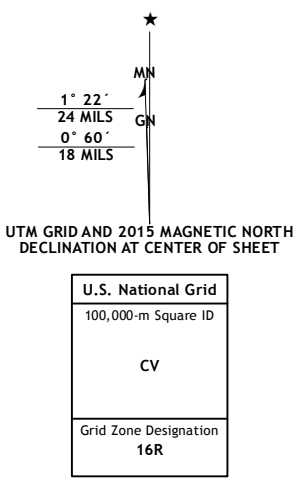 MN
1° 22´
24 MILS
GN
0° 60´
18 MILS
UTM GRID AND 2015 MAGNETIC NORTH
DECLINATION AT CENTER OF SHEET
U.S. National Grid
100,000-m Square ID
CV
Grid Zone Designation
16R